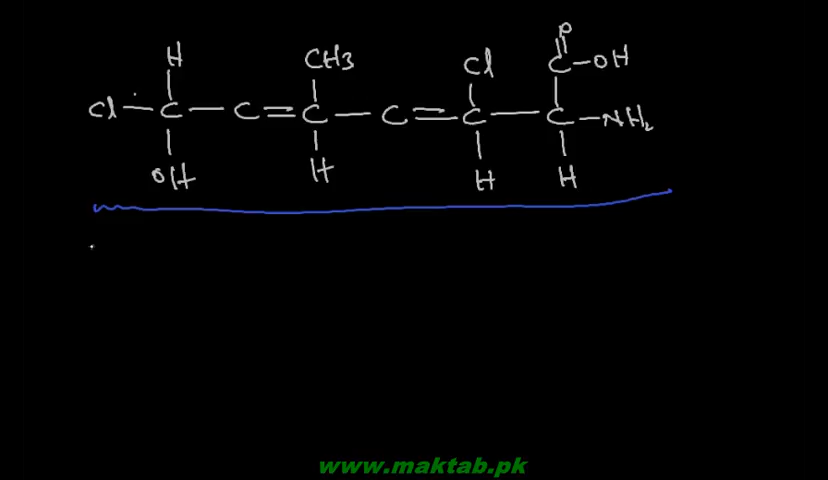 H CH3 Cl O
C-OH
Cl-C-C=C-C=C-C-NH₂
OH H H H
www.maktab.pk